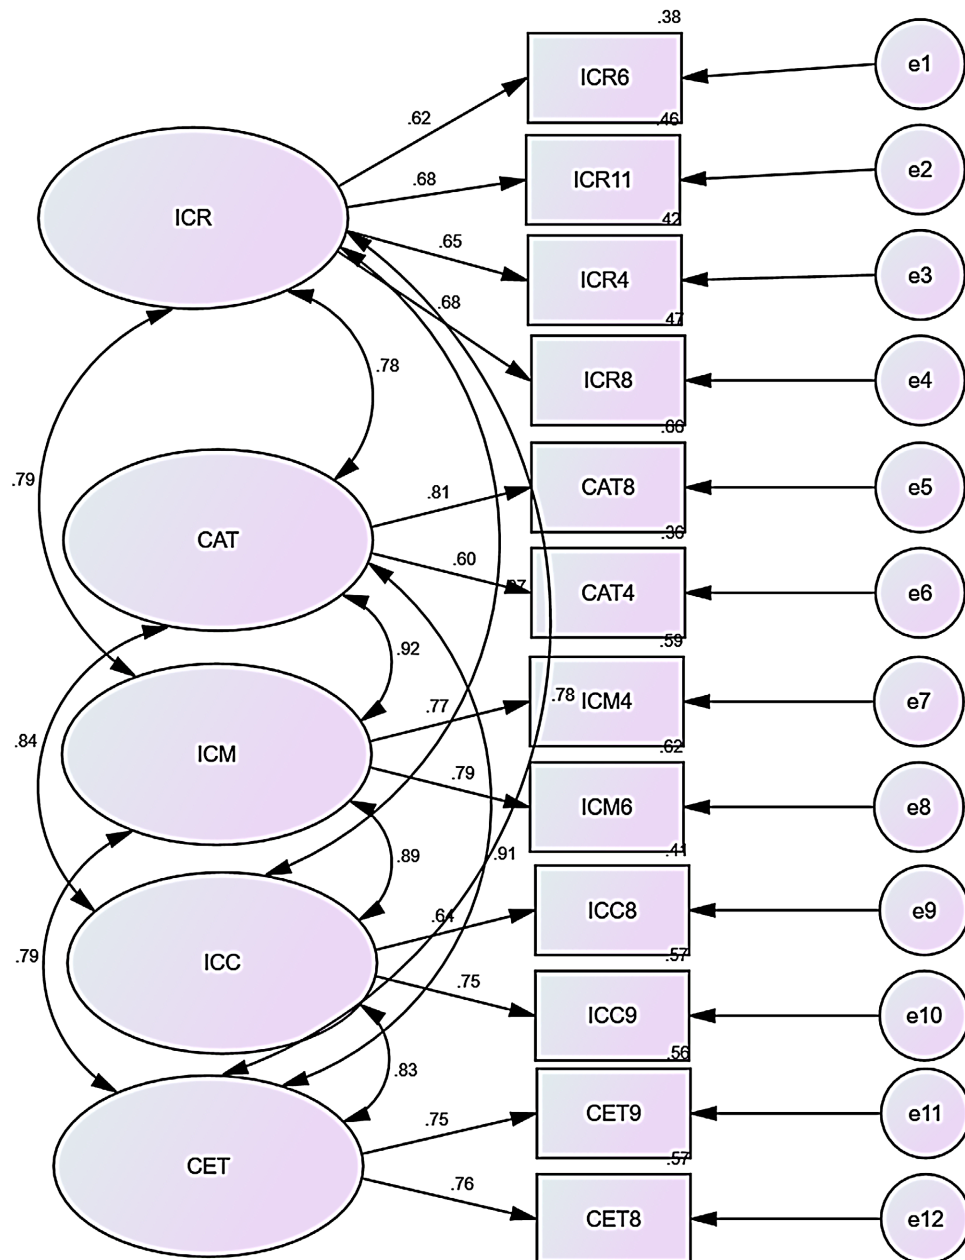 .38
ICR6
e1
.62
.46
ICR11
e2
.68
ICR
.42
ICR4
e3
.65
.68
.47
ICR8
e4
.78
.66
.79
CAT8
e5
.81
.36
CAT
.60
CAT4
e6
.59
.92
.78
ICM4
e7
.77
.84
.62
ICM
.79
ICM6
e8
.41
.89
.91
ICC8
e9
.64
.79
.57
ICC
.75
ICC9
e10
.56
.83
CET9
e11
.75
.57
CET
.76
CET8
e12